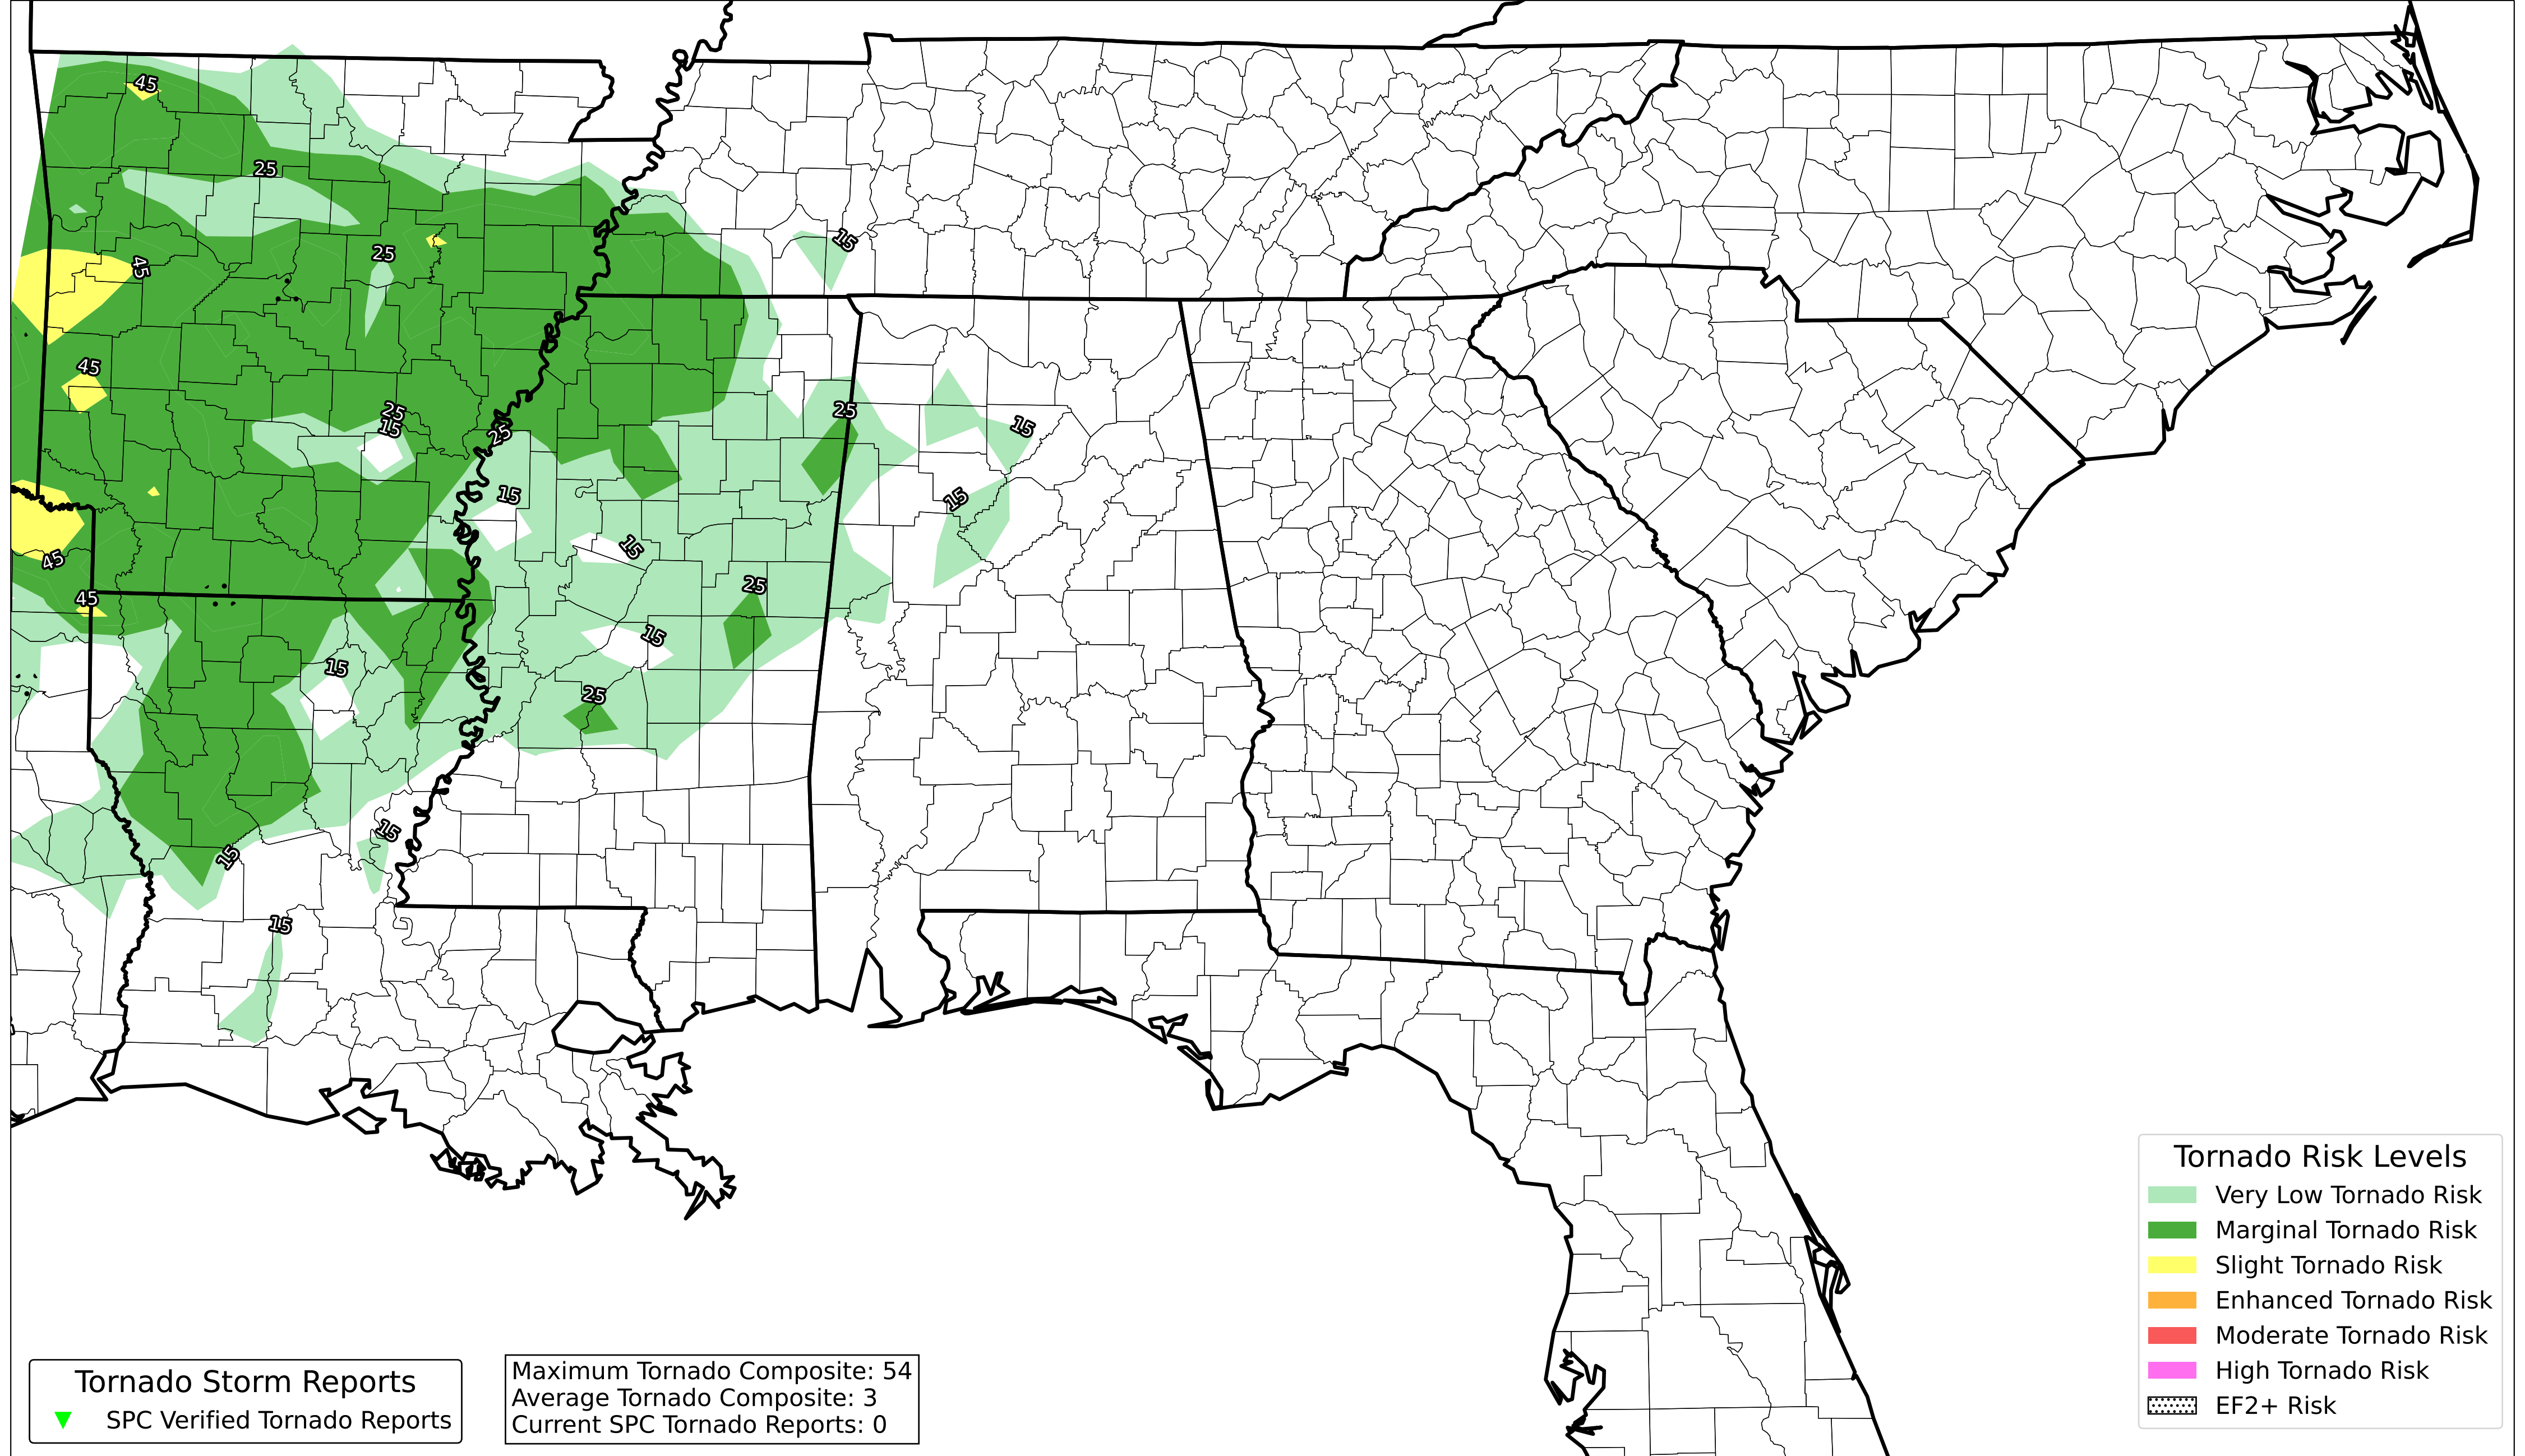 45
25
15
25
45
45
25
25
15
25
15
15
15
15
25
45
45
15
15
25
15
15
15
Tornado Risk Levels
Very Low Tornado Risk
Marginal Tornado Risk
Slight Tornado Risk
Enhanced Tornado Risk
Moderate Tornado Risk
High Tornado Risk
EF2+ Risk
Tornado Storm Reports
SPC Verified Tornado Reports
Maximum Tornado Composite: 54
Average Tornado Composite: 3
Current SPC Tornado Reports: 0